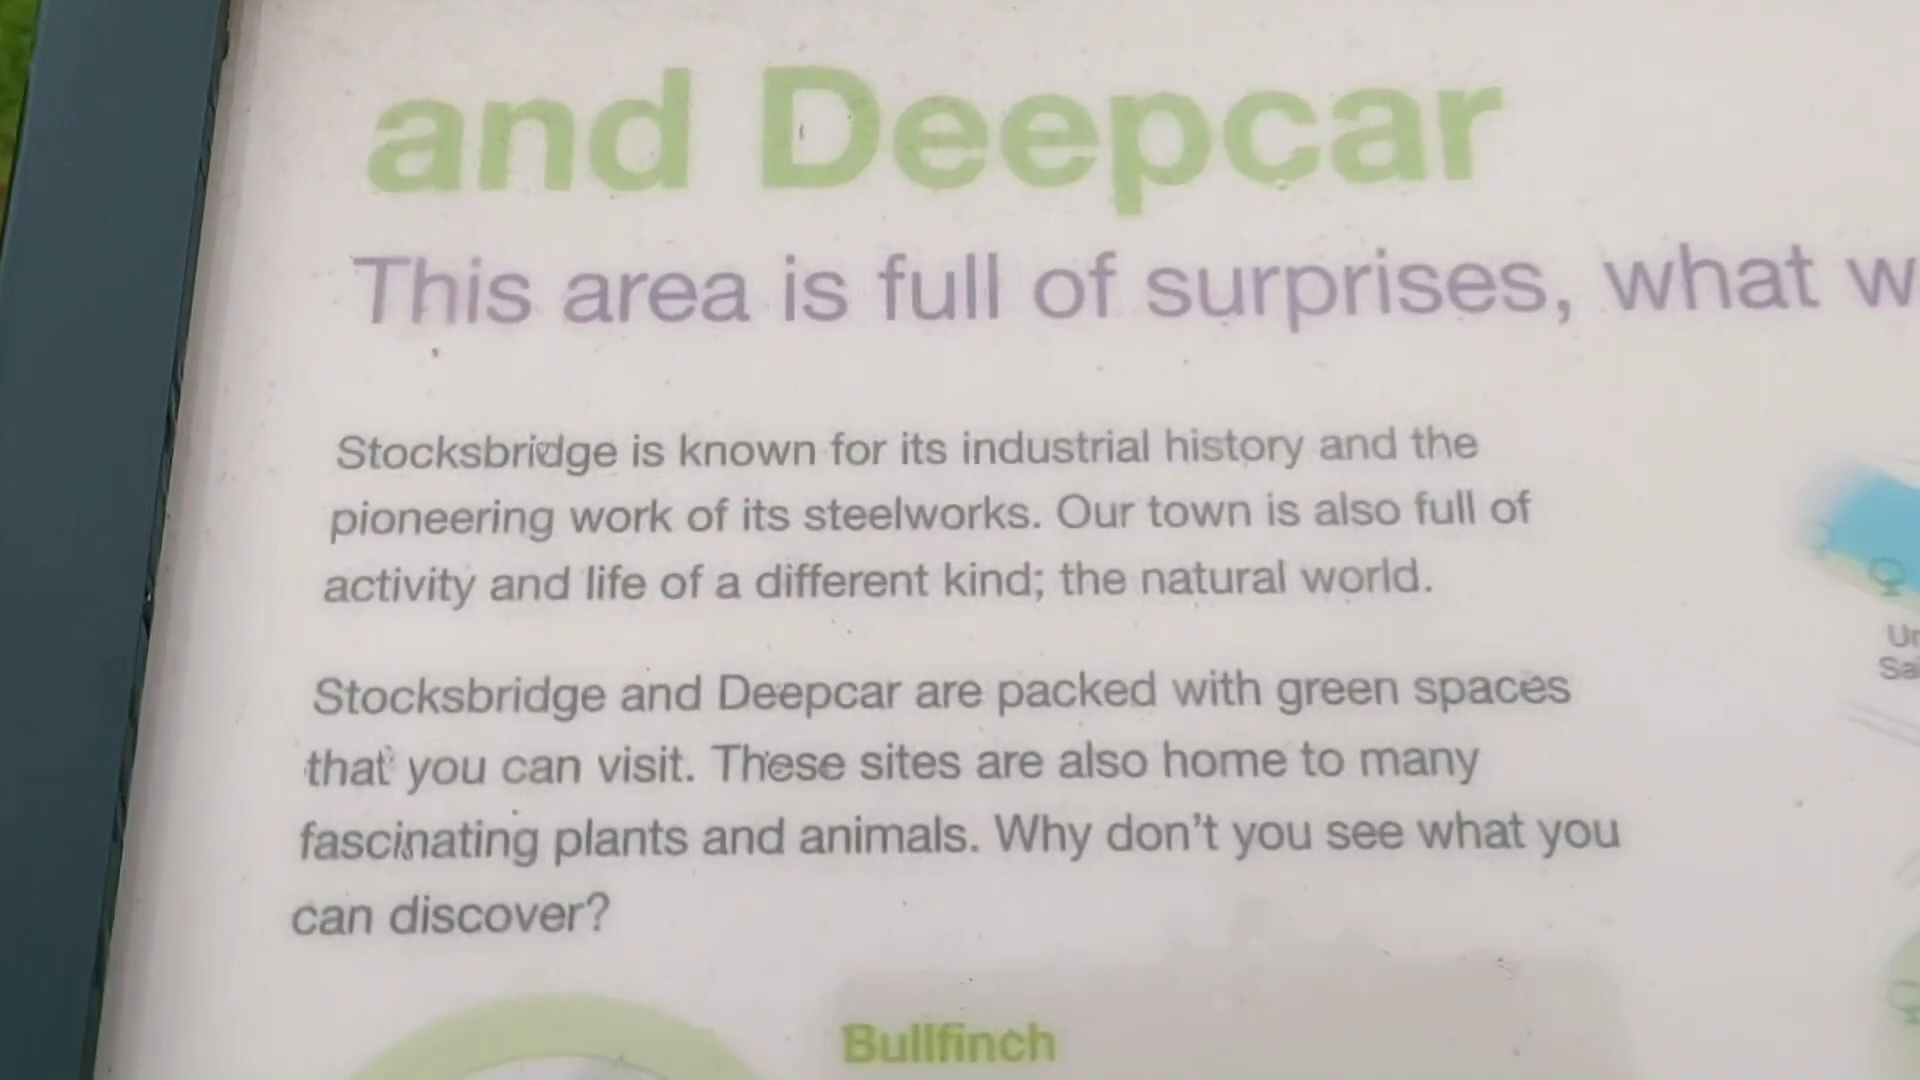 and Deepcar
This area is full of surprises, what
Stocksbridge is known for its industrial history and the
pioneering work of its steelworks. Our town is also full of
activity and life of a different kind; the natural world.
Stocksbridge and Deepcar are packed with green spaces
that you can visit. These sites are also home to many
fascinating plants and animals. Why don't you see what you
can discover?
Bullfinch